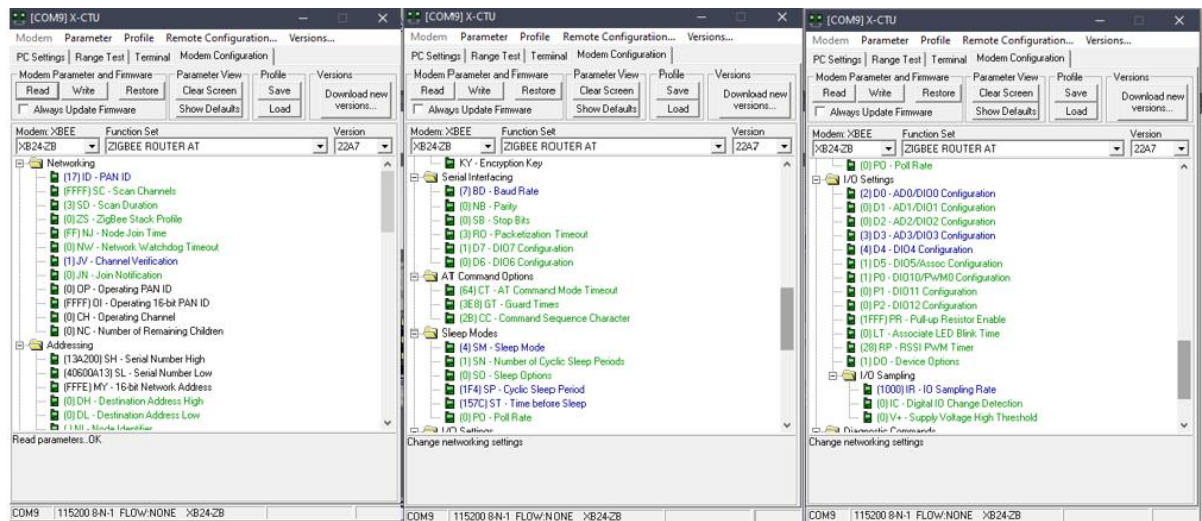 [COM9] X-CTU
Modem Parameter Profile Remote Configuration... Versions...
PC Settings Range Test Terminal Modem Configuration
Modem Parameter and Firmware Parameter View Profile Versions
Read Write Restore Clear Screen Save Download new versions...
Always Update Firmware Show Defaults Load
Modem: XBEE Function Set Version
XB24-ZB ZIGBEE ROUTER AT 22A7
Networking
(17) ID - PAN ID
(FFFF) SC - Scan Channels
(3) SD - Scan Duration
(0) ZS - ZigBee Stack Profile
(FF) NJ - Node Join Time
(0) NW - Network Watchdog Timeout
(1) JV - Channel Verification
(0) JN - Join Notification
(0) OP - Operating PAN ID
(FFFF) OI - Operating 16-bit PAN ID
(0) CH - Operating Channel
(0) NC - Number of Remaining Children
Addressing
(13A200) SH - Serial Number High
(40600A13) SL - Serial Number Low
(FFFE) MY - 16-bit Network Address
(0) DH - Destination Address High
(0) DL - Destination Address Low
( ) NI - Node Identifier
Read parameters..OK
COM9 115200 8-N-1 FLOW:NONE XB24-ZB
[COM9] X-CTU
Modem Parameter Profile Remote Configuration... Versions...
PC Settings Range Test Terminal Modem Configuration
Modem Parameter and Firmware Parameter View Profile Versions
Read Write Restore Clear Screen Save Download new versions...
Always Update Firmware Show Defaults Load
Modem: XBEE Function Set Version
XB24-ZB ZIGBEE ROUTER AT 22A7
KY - Encryption Key
Serial Interfacing
(7) BD - Baud Rate
(0) NB - Parity
(0) SB - Stop Bits
(3) RO - Packetization Timeout
(1) D7 - DIO7 Configuration
(0) D6 - DIO6 Configuration
AT Command Options
(64) CT - AT Command Mode Timeout
(3E8) GT - Guard Times
(2B) CC - Command Sequence Character
Sleep Modes
(4) SM - Sleep Mode
(1) SN - Number of Cyclic Sleep Periods
(0) SO - Sleep Options
(1F4) SP - Cyclic Sleep Period
(157C) ST - Time before Sleep
(0) PO - Poll Rate
I/O Settings
Change networking settings
COM9 115200 8-N-1 FLOW:NONE XB24-ZB
[COM9] X-CTU
Modem Parameter Profile Remote Configuration... Versions...
PC Settings Range Test Terminal Modem Configuration
Modem Parameter and Firmware Parameter View Profile Versions
Read Write Restore Clear Screen Save Download new versions...
Always Update Firmware Show Defaults Load
Modem: XBEE Function Set Version
XB24-ZB ZIGBEE ROUTER AT 22A7
(0) PO - Poll Rate
I/O Settings
(2) D0 - AD0/DIO0 Configuration
(0) D1 - AD1/DIO1 Configuration
(0) D2 - AD2/DIO2 Configuration
(3) D3 - AD3/DIO3 Configuration
(4) D4 - DIO4 Configuration
(1) D5 - DIO5/Assoc Configuration
(1) P0 - DIO10/PWM0 Configuration
(0) P1 - DIO11 Configuration
(0) P2 - DIO12 Configuration
(1FFF) PR - Pull-up Resistor Enable
(0) LT - Associate LED Blink Time
(28) RP - RSSI PWM Timer
(1) DO - Device Options
I/O Sampling
(1000) IR - IO Sampling Rate
(0) IC - Digital IO Change Detection
(0) V+ - Supply Voltage High Threshold
Diagnostic Commands
Change networking settings
COM9 115200 8-N-1 FLOW:NONE XB24-ZB